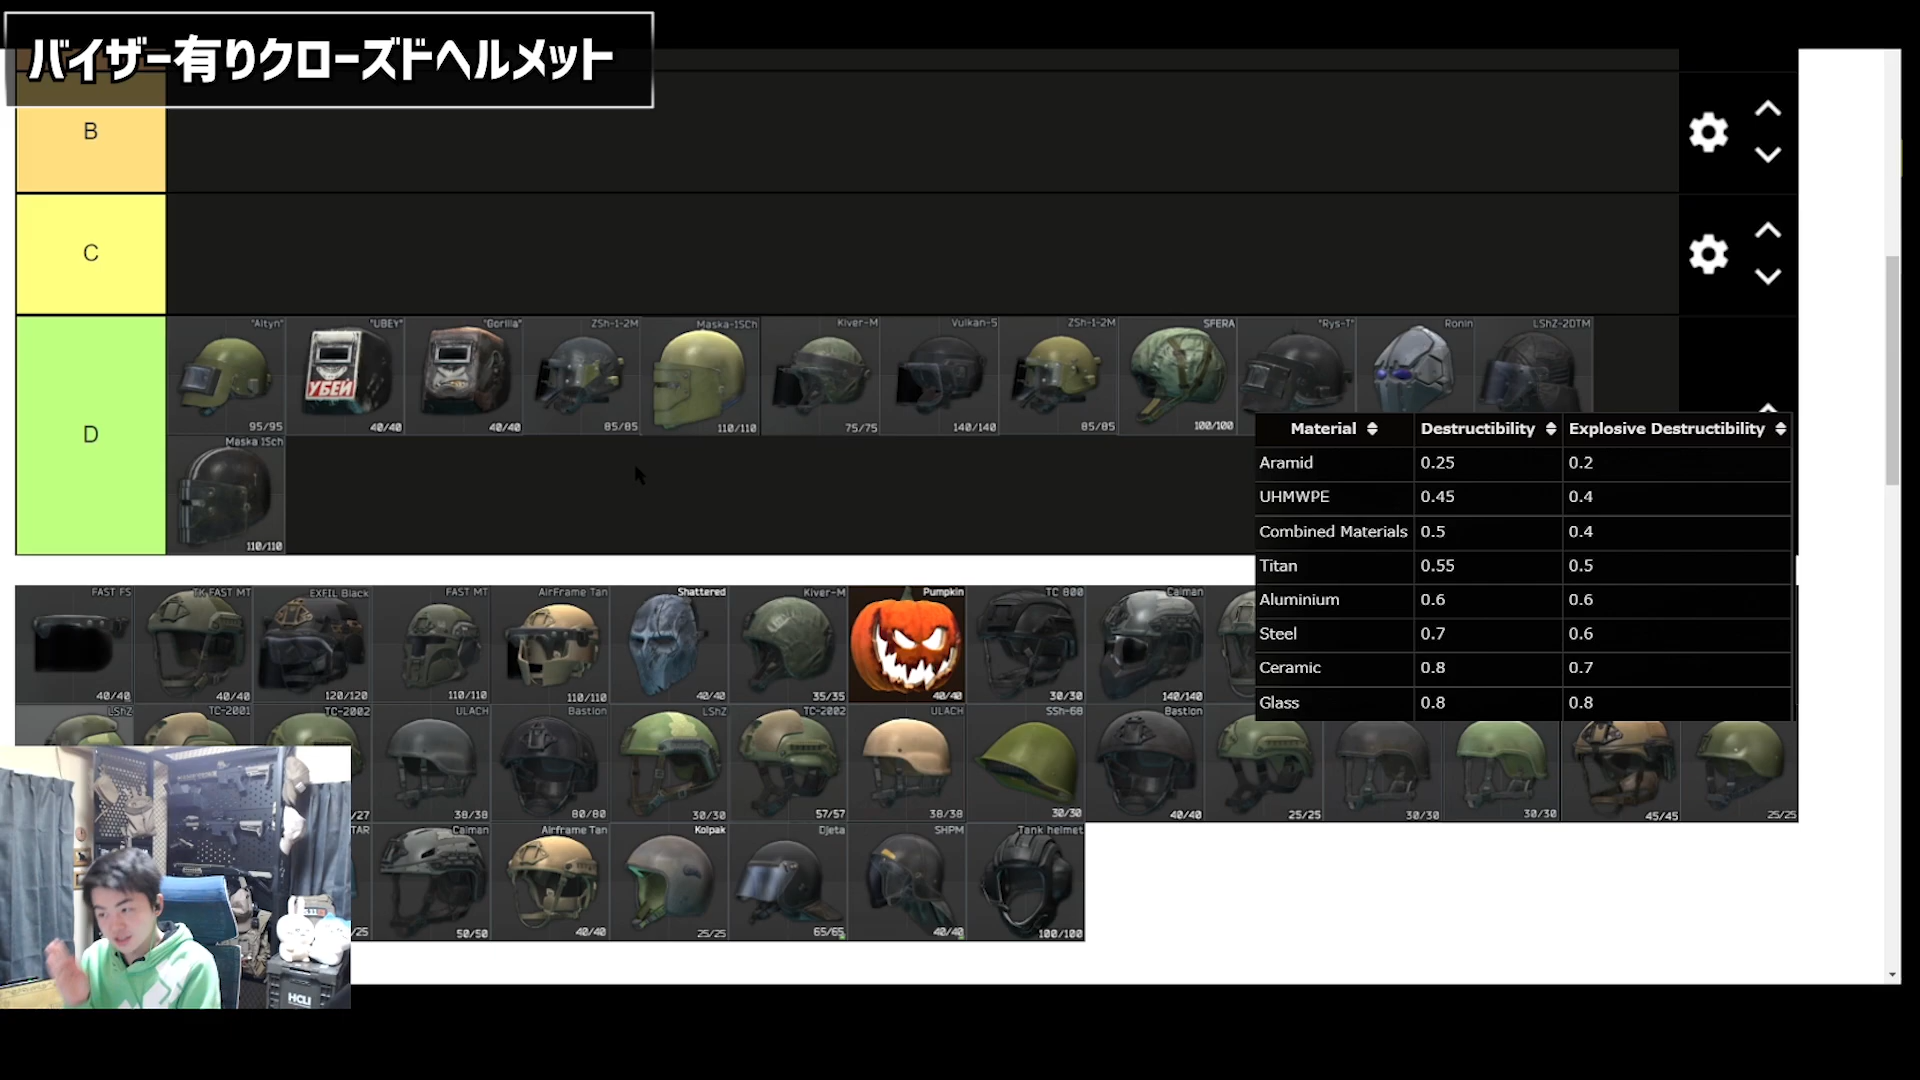 バイザー有りクローズドヘルメット
B
C
D
"Altyn" "UBEY" "Gorilla" ZSh-1-2M Maska-1SCh Kiver-M Vulkan-5 ZSh-1-2M SFERA "Rys-T" Ronin LShZ-2DTM
УБЕЙ
95/95 40/40 40/40 85/85 110/110 75/75 140/140 85/85 100/100
Maska 1Sch
110/110
Material Destructibility Explosive Destructibility
Aramid 0.25 0.2
UHMWPE 0.45 0.4
Combined Materials 0.5 0.4
Titan 0.55 0.5
Aluminium 0.6 0.6
Steel 0.7 0.6
Ceramic 0.8 0.7
Glass 0.8 0.8
FAST FS TK FAST MT EXFIL Black FAST MT AirFrame Tan Shattered Kiver-M Pumpkin TC 800 Caiman
40/40 40/40 120/120 110/110 110/110 40/40 35/35 40/40 30/30 140/140
LShZ TC-2001 TC-2002 ULACH Bastion LShZ TC-2002 ULACH SSh-68 Bastion
/27 38/38 80/80 30/30 57/57 38/38 30/30 40/40 25/25 30/30 30/30 45/45 25/25
TAR Caiman Airframe Tan Kolpak Djeta SHPM Tank helmet
/25 50/50 40/40 25/25 65/65 40/40 100/100